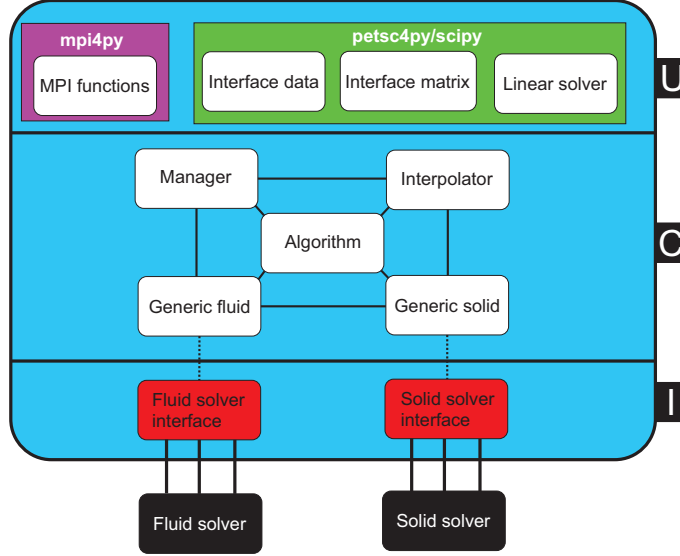 mpi4py
petsc4py/scipy
MPI functions
Interface data
Interface matrix
Linear solver
U
Manager
Interpolator
Algorithm
C
Generic fluid
Generic solid
Fluid solver
interface
Solid solver
interface
I
Fluid solver
Solid solver